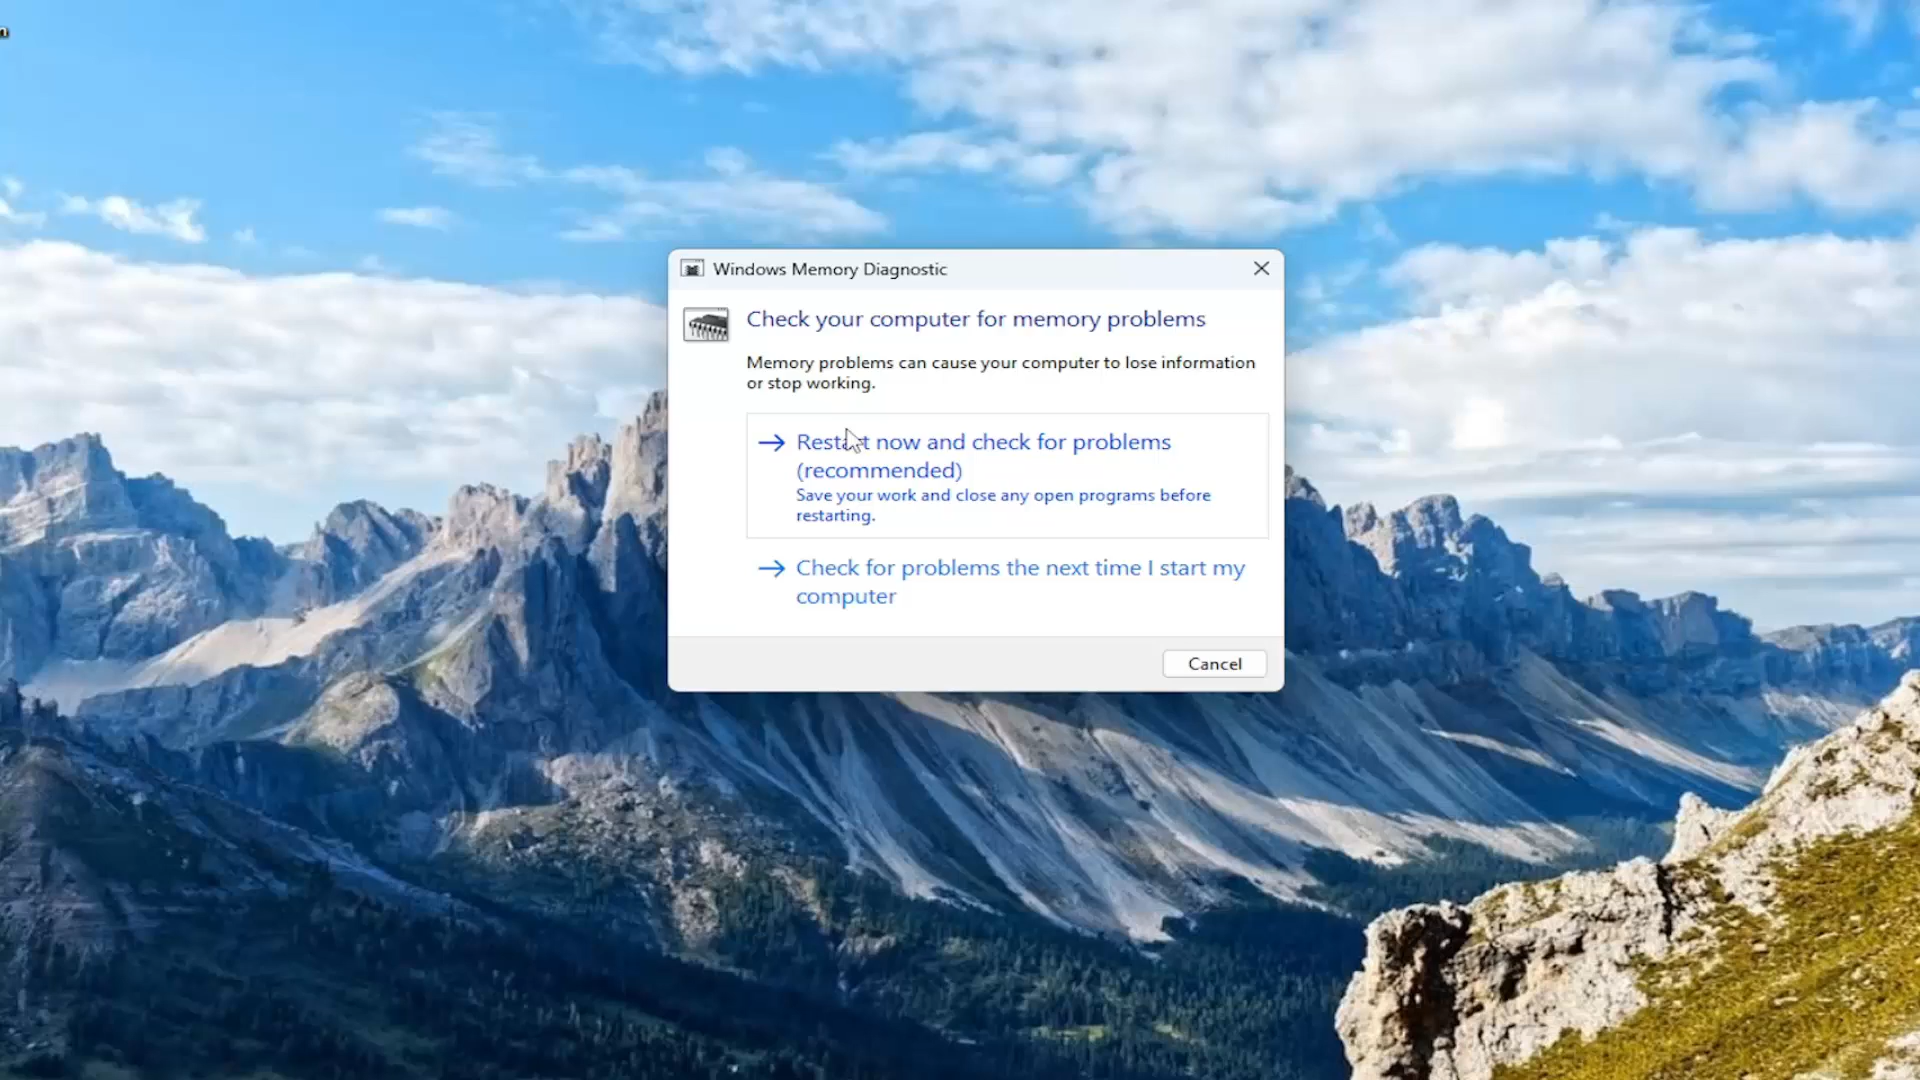 Windows Memory Diagnostic
Check your computer for memory problems
Memory problems can cause your computer to lose information
or stop working.
Restart now and check for problems
(recommended)
Save your work and close any open programs before
restarting.
Check for problems the next time I start my
computer
Cancel